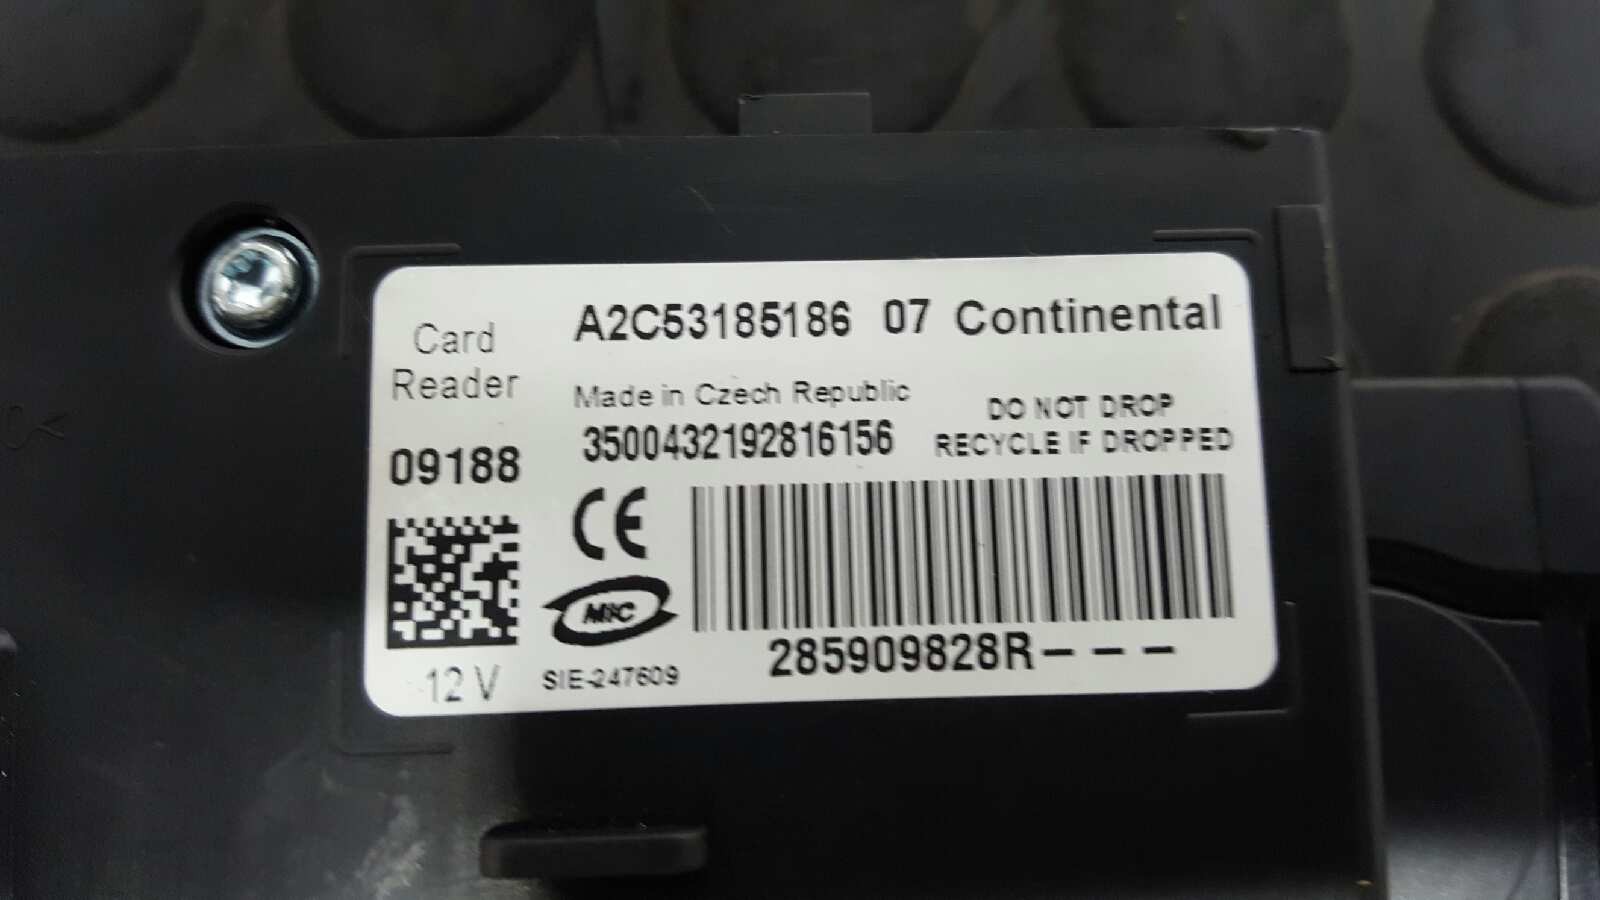 Card
Reader
09188
12 V
A2C53185186 07 Continental
Made in Czech Republic
3500432192816156
DO NOT DROP
RECYCLE IF DROPPED
CE
MIC
SIE-247609
285909828R---